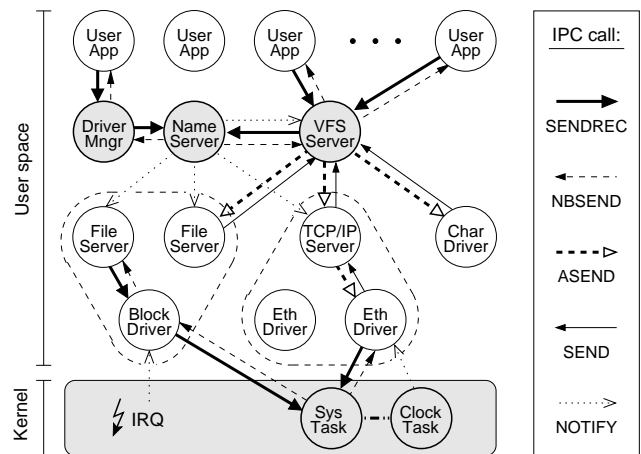 User
App
User
App
User
App
User
App
IPC call:
SENDREC
NBSEND
ASEND
SEND
NOTIFY
User space
Driver
Mngr
Name
Server
VFS
Server
File
Server
File
Server
TCP/IP
Server
Char
Driver
Block
Driver
Eth
Driver
Eth
Driver
Kernel
IRQ
Sys
Task
Clock
Task